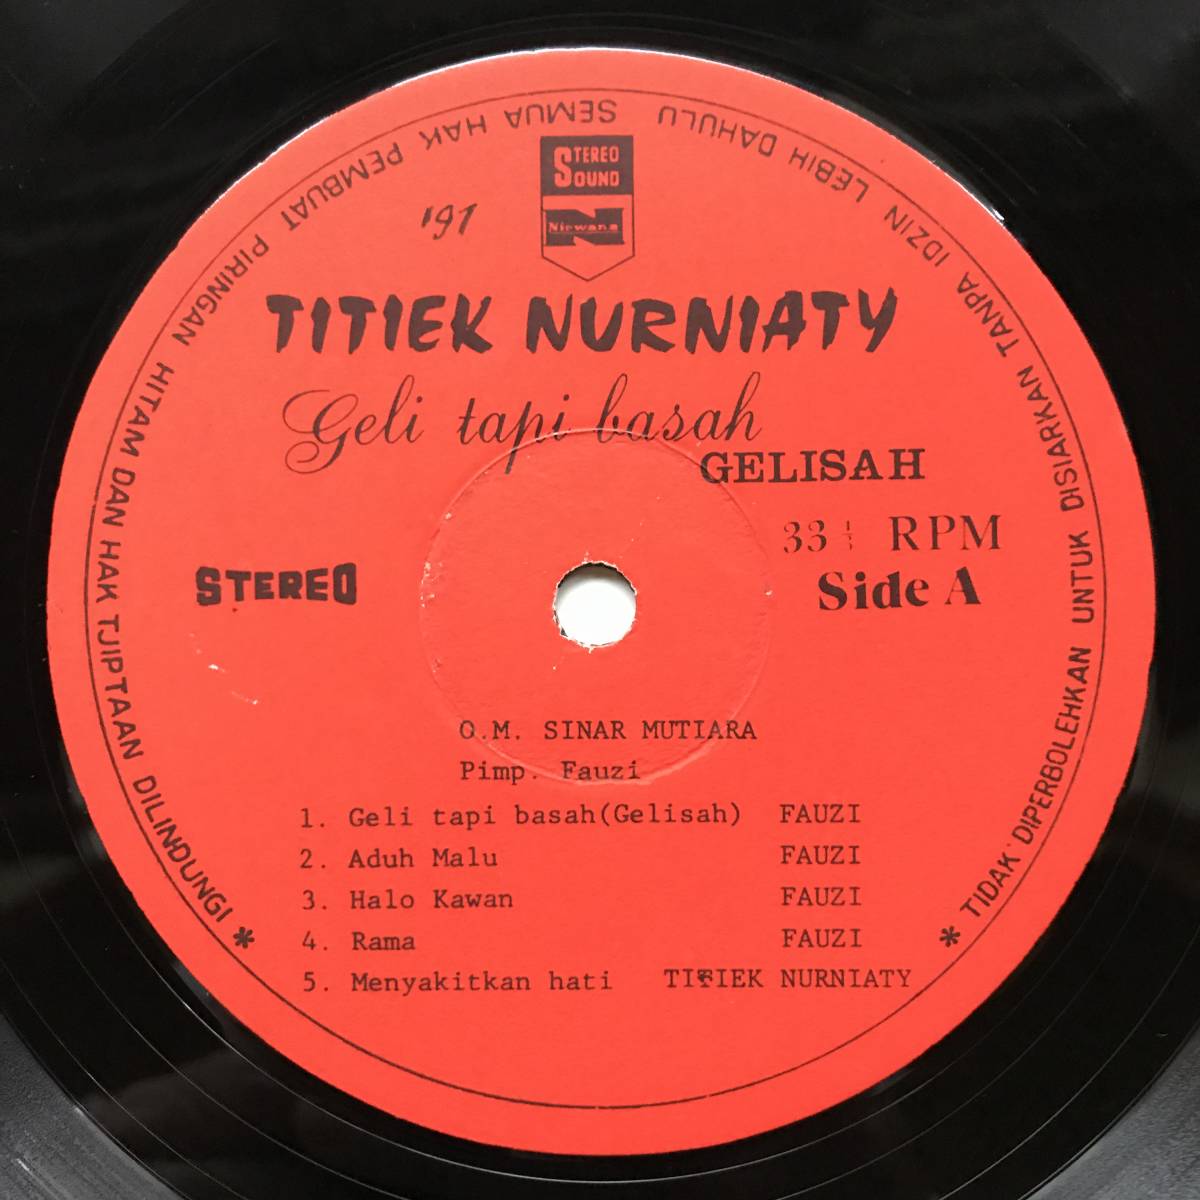 SEMUA HAK PEMBUAT PIRINGAN HITAM DAN HAK TJIPTAAN DILINDUNGI *
* TIDAK DIPERBOLEHKAN UNTUK DISIARKAN TANPA IDZIN LEBIH DAHULU
STEREO
SOUND
Nirwana
'91
TITIEK NURNIATY
Geli tapi basah
GELISAH
33 1/3 RPM
STEREO
Side A
O.M. SINAR MUTIARA
Pimp. Fauzi
1. Geli tapi basah(Gelisah) FAUZI
2. Aduh Malu FAUZI
3. Halo Kawan FAUZI
4. Rama FAUZI
5. Menyakitkan hati TITIEK NURNIATY